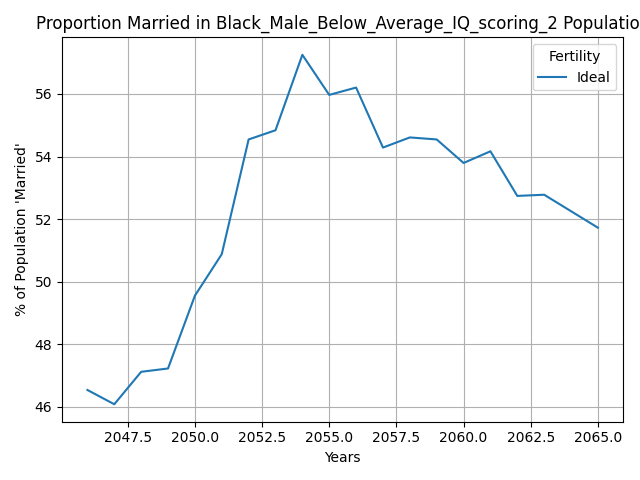 Proportion Married in Black_Male_Below_Average_IQ_scoring_2 Populatio
Fertility
Ideal
% of Population 'Married'
56
54
52
50
48
46
2047.5 2050.0 2052.5 2055.0 2057.5 2060.0 2062.5 2065.0
Years